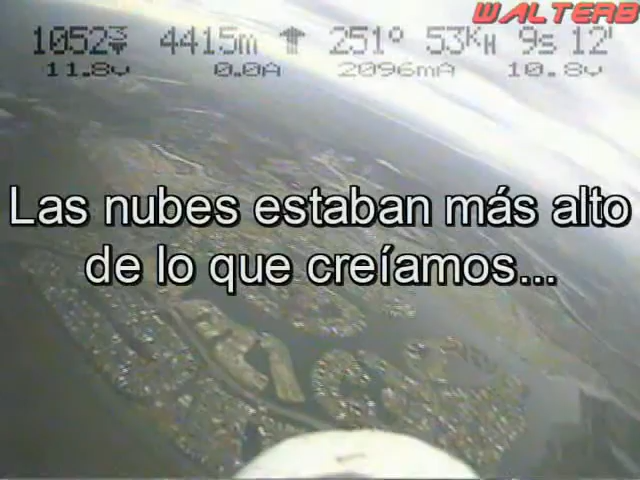 WALTERB
1052 4415m 251° 53KH 9s 12'
11.8v 0.0A 2096mA 10.8v
Las nubes estaban más alto
de lo que creíamos...